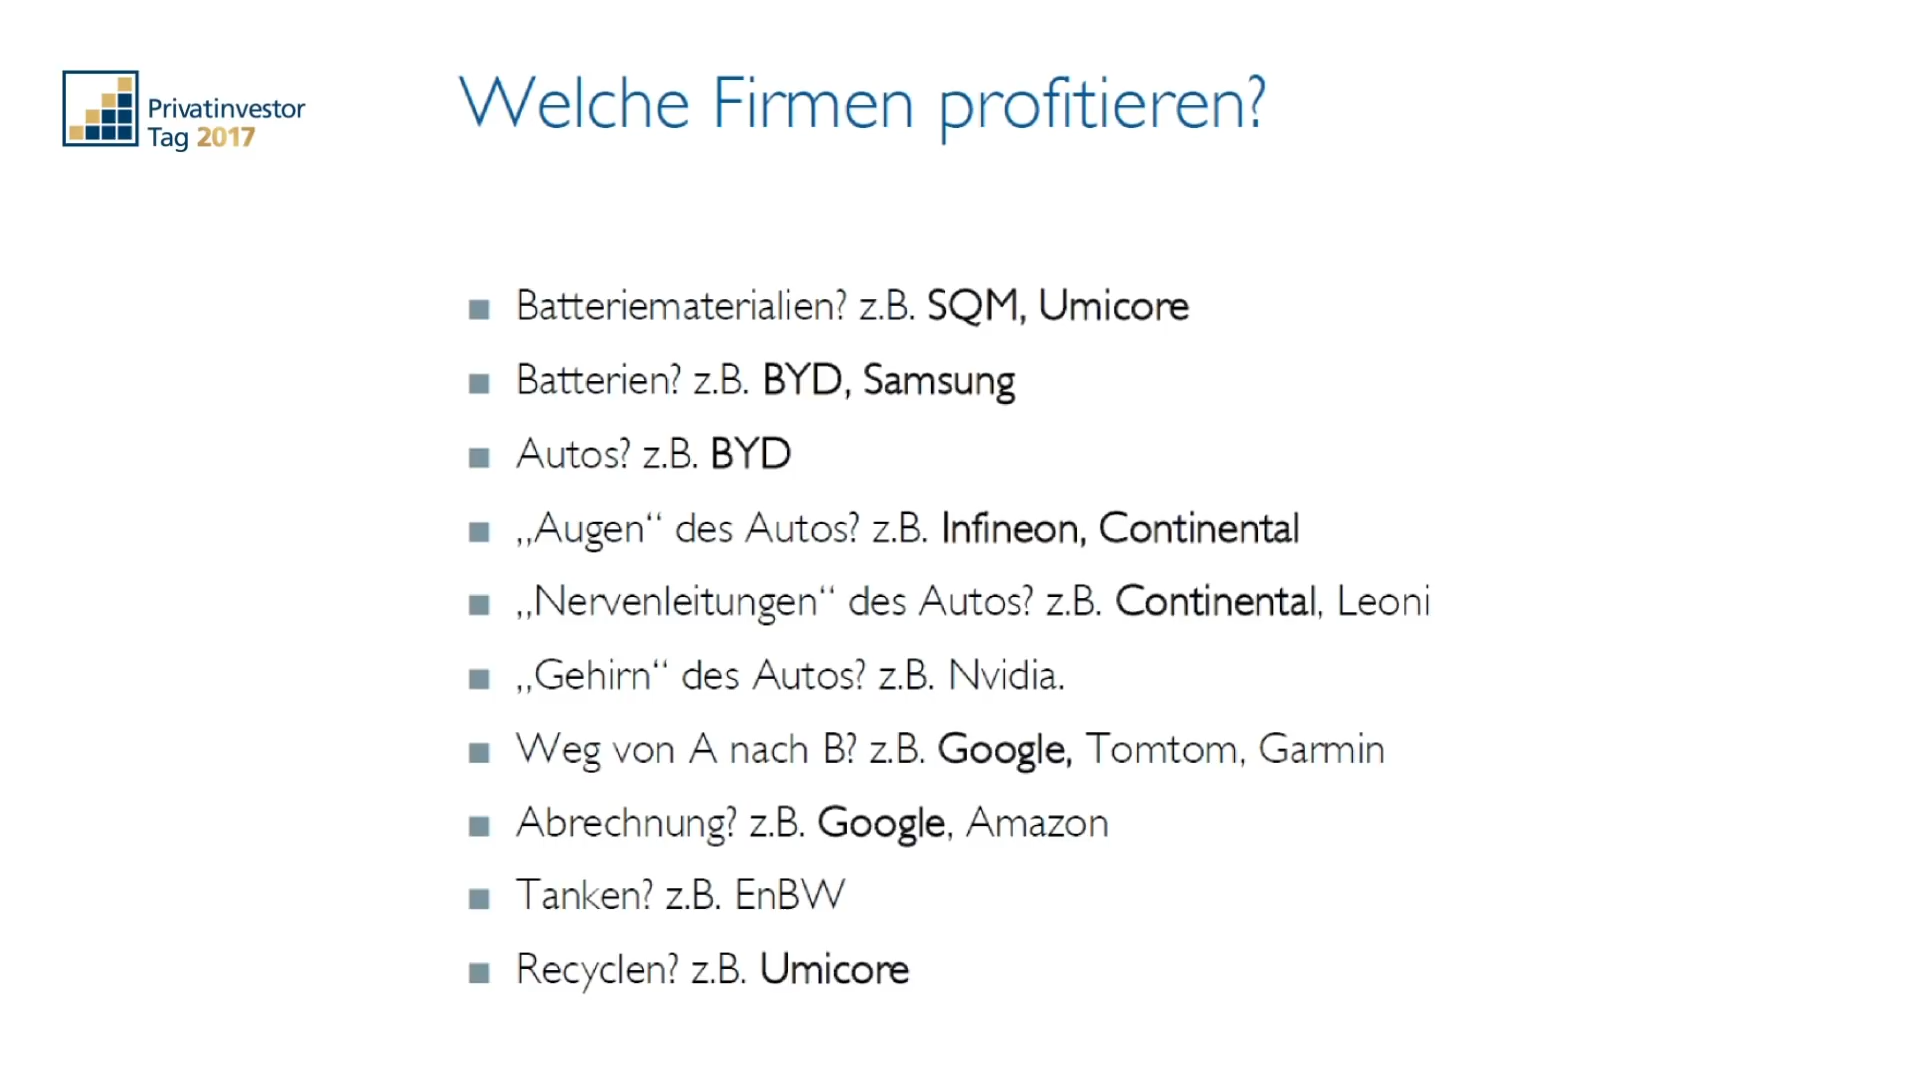 Privatinvestor
Tag 2017
Welche Firmen profitieren?
Batteriematerialien? z.B. SQM, Umicore
Batterien? z.B. BYD, Samsung
Autos? z.B. BYD
„Augen“ des Autos? z.B. Infineon, Continental
„Nervenleitungen“ des Autos? z.B. Continental, Leoni
„Gehirn“ des Autos? z.B. Nvidia.
Weg von A nach B? z.B. Google, Tomtom, Garmin
Abrechnung? z.B. Google, Amazon
Tanken? z.B. EnBW
Recyclen? z.B. Umicore